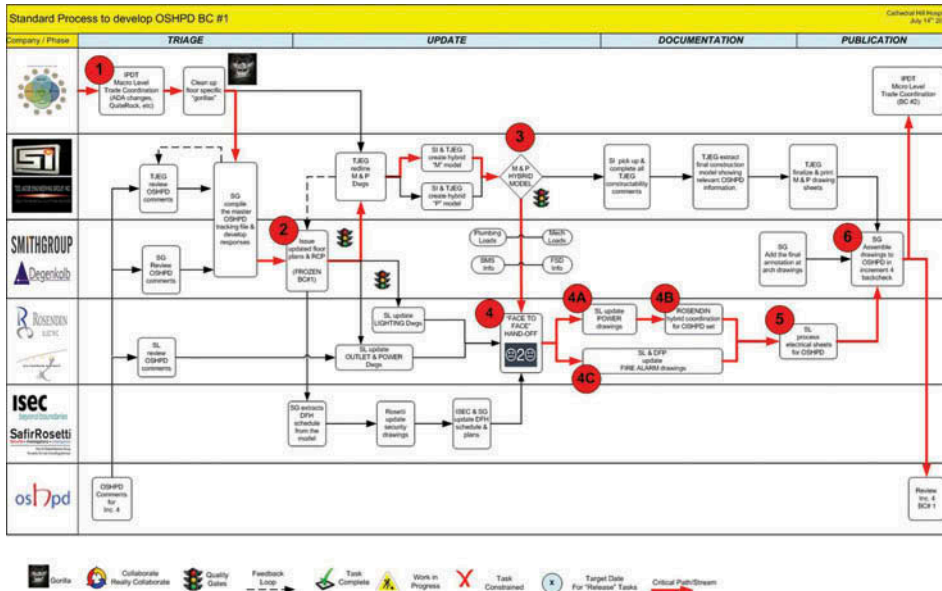 Standard Process to develop OSHPD BC #1
Cathedral Hill Hospital
July 14th
Company / Phase
TRIAGE
UPDATE
DOCUMENTATION
PUBLICATION
1
IPDT
Macro Level
Trade Coordination
(ADA changes,
QuiteRock, etc)
Clean up
floor specific
"gorillas"
IPDT
Micro Level
Trade Coordination
(BC #2)
TJEG
review
OSHPD
comments
SG
compile
the master
OSHPD
tracking file &
develop
responses
TJEG
redline
M & P
Dwgs
SI & TJEG
create hybrid
"M" model
SI & TJEG
create hybrid
"P" model
3
M & P
HYBRID
MODEL
SI pick up &
complete all
TJEG
constructability
comments
TJEG extract
final construction
model showing
relevant OSHPD
information.
TJEG
finalize & print
M & P drawing
sheets
SMITHGROUP
Degenkolb
SG
Review
OSHPD
comments
2
Issue
updated floor
plans & RCP
(FROZEN
BC#1)
Plumbing
Loads
Mech
Loads
SMS
Info
FSD
Info
SG
Add the final
annotation at
arch drawings
6
SG
Assemble
drawings to
OSHPD in
increment 4
backcheck
ROSENDIN
ELECTRIC
SL
review
OSHPD
comments
SL update
LIGHTING Dwgs
SL update
OUTLET & POWER
Dwgs
4
"FACE TO
FACE"
HAND-OFF
4A
SL update
POWER
drawings
4B
ROSENDIN
hybrid coordination
for OSHPD set
4C
SL & DFP
update
FIRE ALARM drawings
5
SL
process
electrical sheets
for OSHPD
ISEC
beyond boundaries
SafirRosetti
SG extracts
DFH
schedule
from the
model
Rosetti
update
security
drawings
ISEC & SG
update DFH
schedule &
plans
oshpd
OSHPD
Comments
for
Inc. 4
Review
Inc. 4
BC# 1
Gorilla
Collaborate
Really Collaborate
Quality
Gates
Feedback
Loop
Task
Complete
Work in
Progress
Task
Constrained
x
Target Date
For "Release" Tasks
Critical Path/Stream